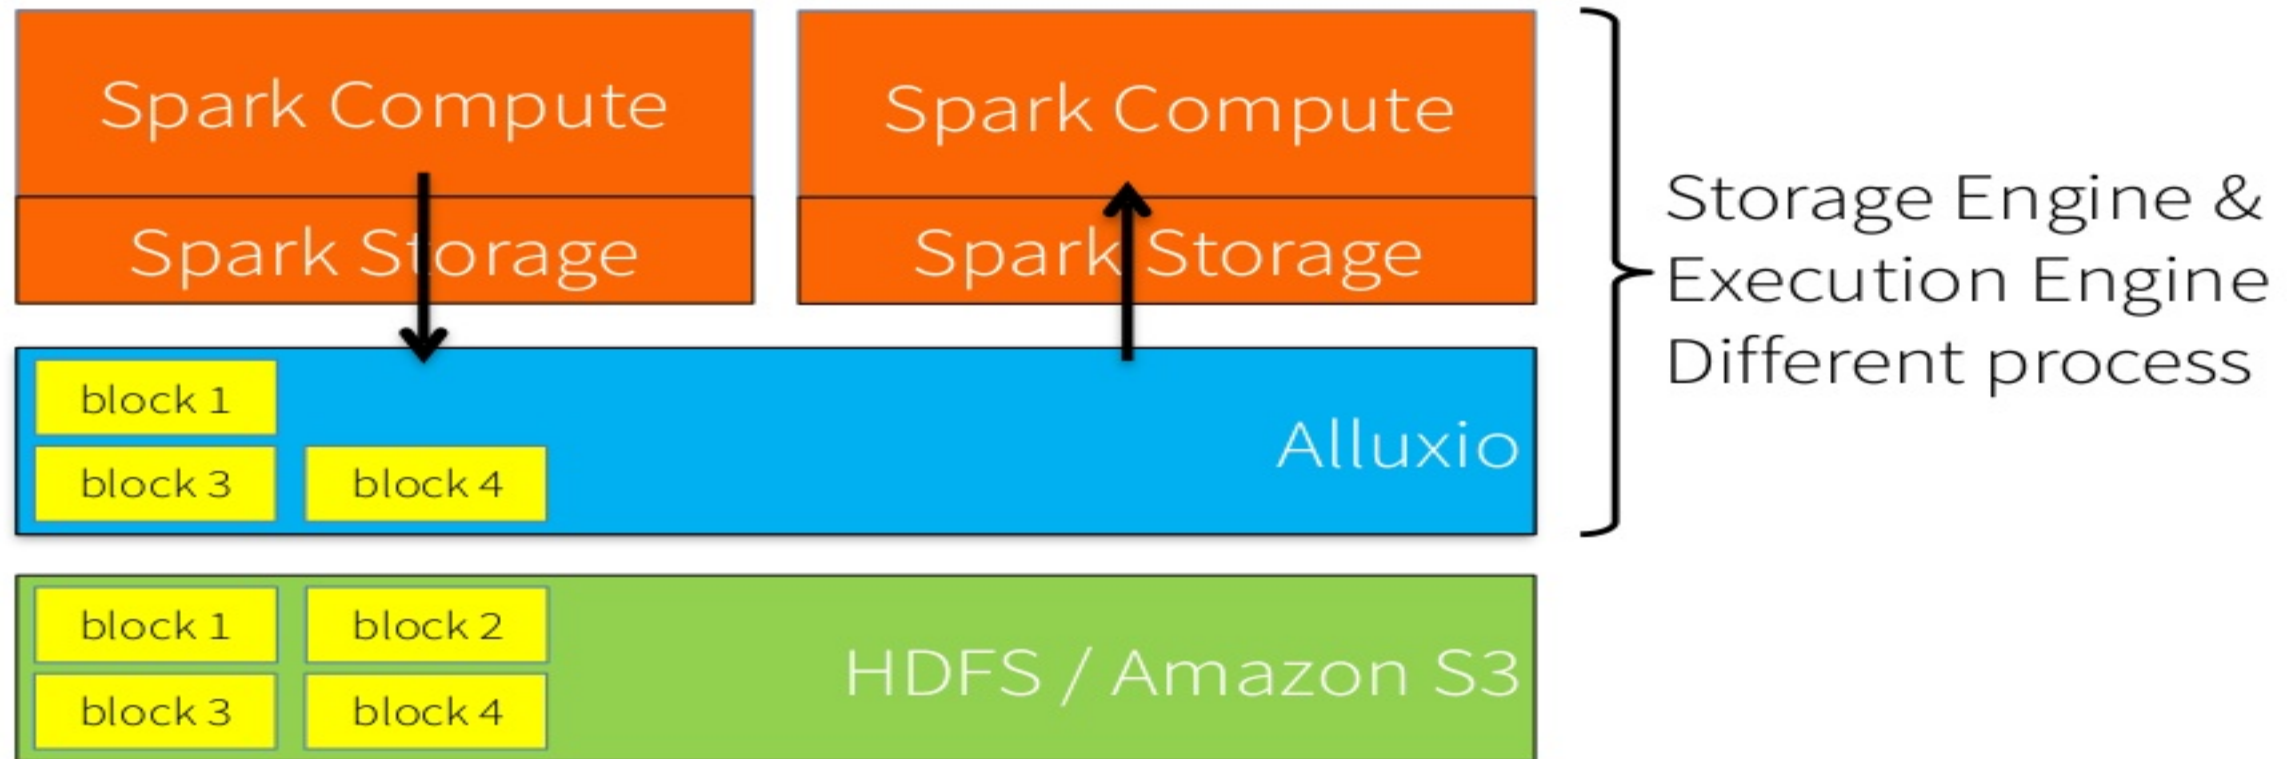 Spark Compute
Spark Storage
Spark Compute
Spark Storage
Storage Engine &
Execution Engine
Different process
block 1
block 3
block 4
Alluxio
block 1
block 2
block 3
block 4
HDFS / Amazon S3